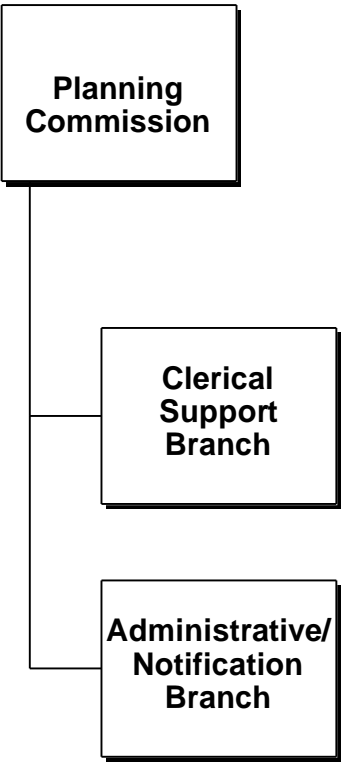 Planning
Commission
Clerical
Support
Branch
Administrative/
Notification
Branch